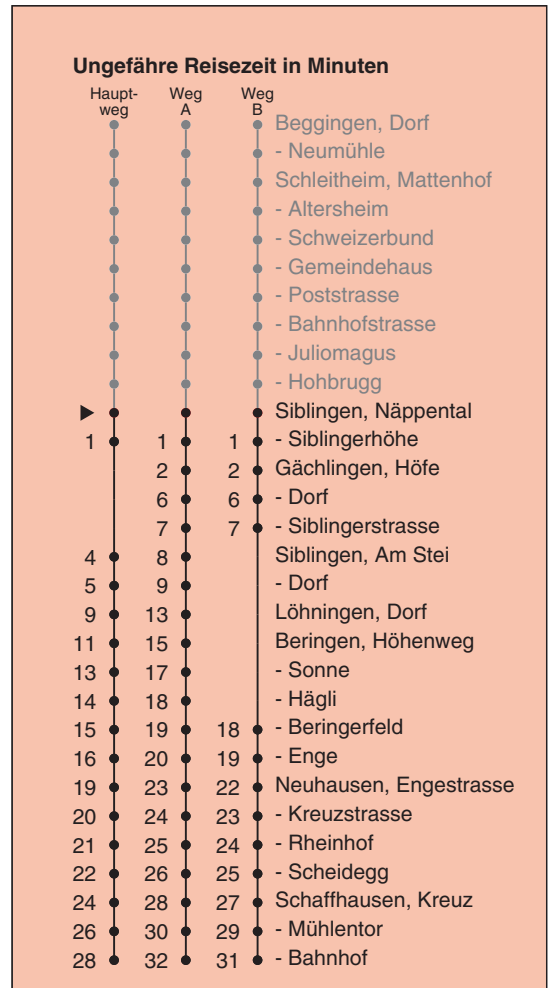 Ungefähre Reisezeit in Minuten
Haupt- Weg Weg
weg A B
Beggingen, Dorf
- Neumühle
Schleitheim, Mattenhof
- Altersheim
- Schweizerbund
- Gemeindehaus
- Poststrasse
- Bahnhofstrasse
- Juliomagus
- Hohbrugg
Siblingen, Näppental
1 1 1 - Siblingerhöhe
2 2 Gächlingen, Höfe
6 6 - Dorf
7 7 - Siblingerstrasse
4 8 Siblingen, Am Stei
5 9 - Dorf
9 13 Löhningen, Dorf
11 15 Beringen, Höhenweg
13 17 - Sonne
14 18 - Hägli
15 19 18 - Beringerfeld
16 20 19 - Enge
19 23 22 Neuhausen, Engestrasse
20 24 23 - Kreuzstrasse
21 25 24 - Rheinhof
22 26 25 - Scheidegg
24 28 27 Schaffhausen, Kreuz
26 30 29 - Mühlentor
28 32 31 - Bahnhof